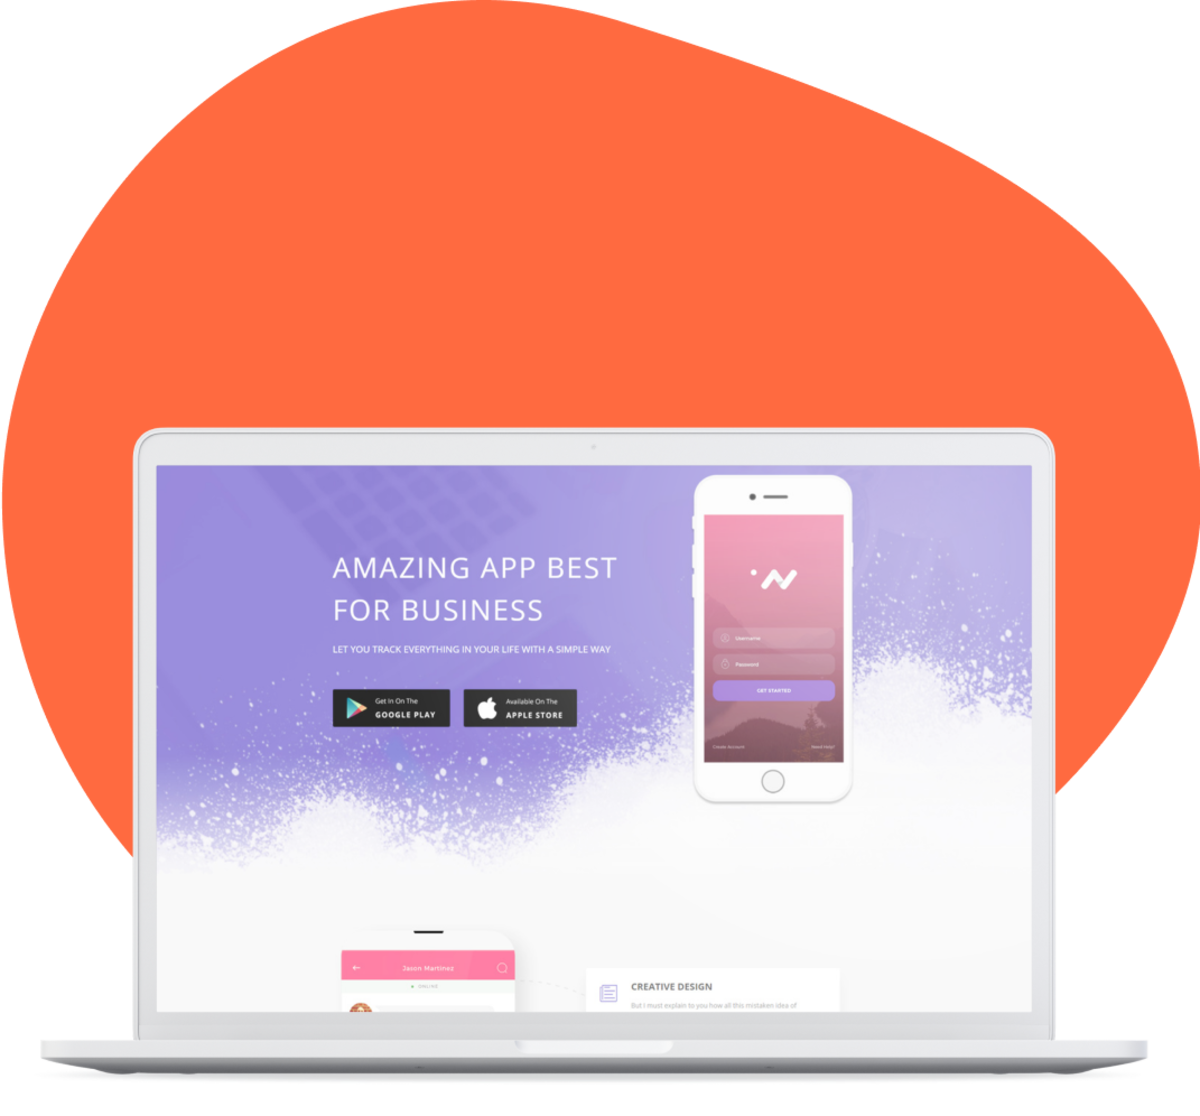 AMAZING APP BEST
FOR BUSINESS
LET YOU TRACK EVERYTHING IN YOUR LIFE WITH A SIMPLE WAY
Get In On The
GOOGLE PLAY
Available On The
APPLE STORE
Username
Password
GET STARTED
Create Account
Need Help?
Jason Martinez
ONLINE
CREATIVE DESIGN
But I must explain to you how all this mistaken idea of